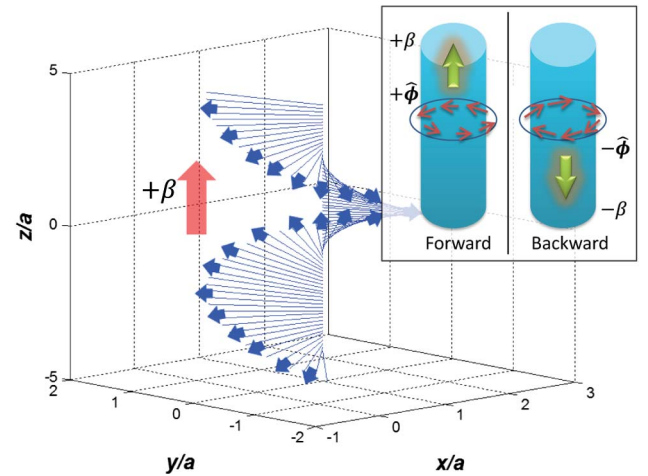 +β
+ϕ̂
−ϕ̂
−β
Forward
Backward
5
0
-5
z/a
+β
2
1
0
-1
-2
y/a
-1
0
1
2
3
x/a